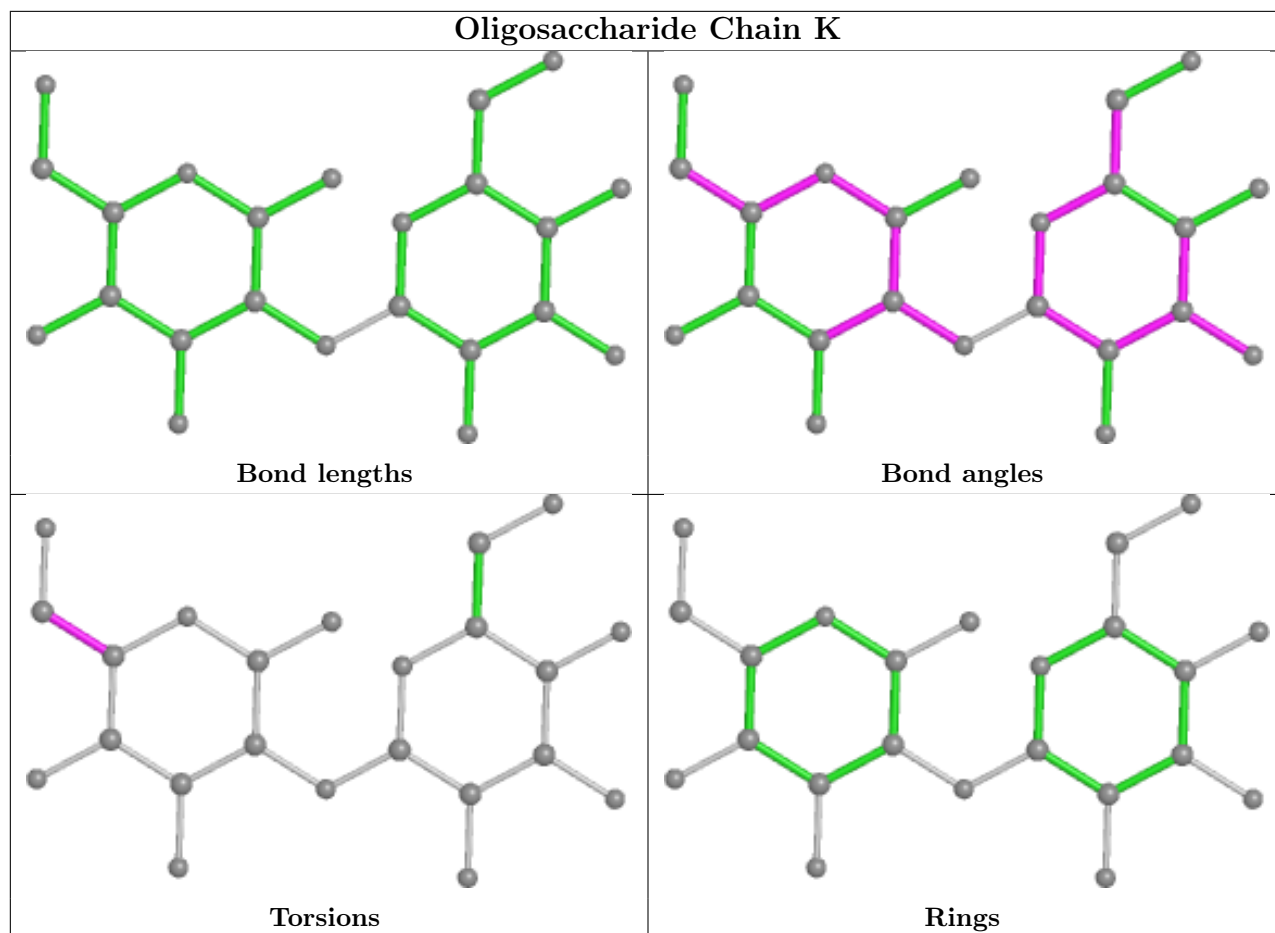 Oligosaccharide Chain K
Bond lengths
Bond angles
Torsions
Rings